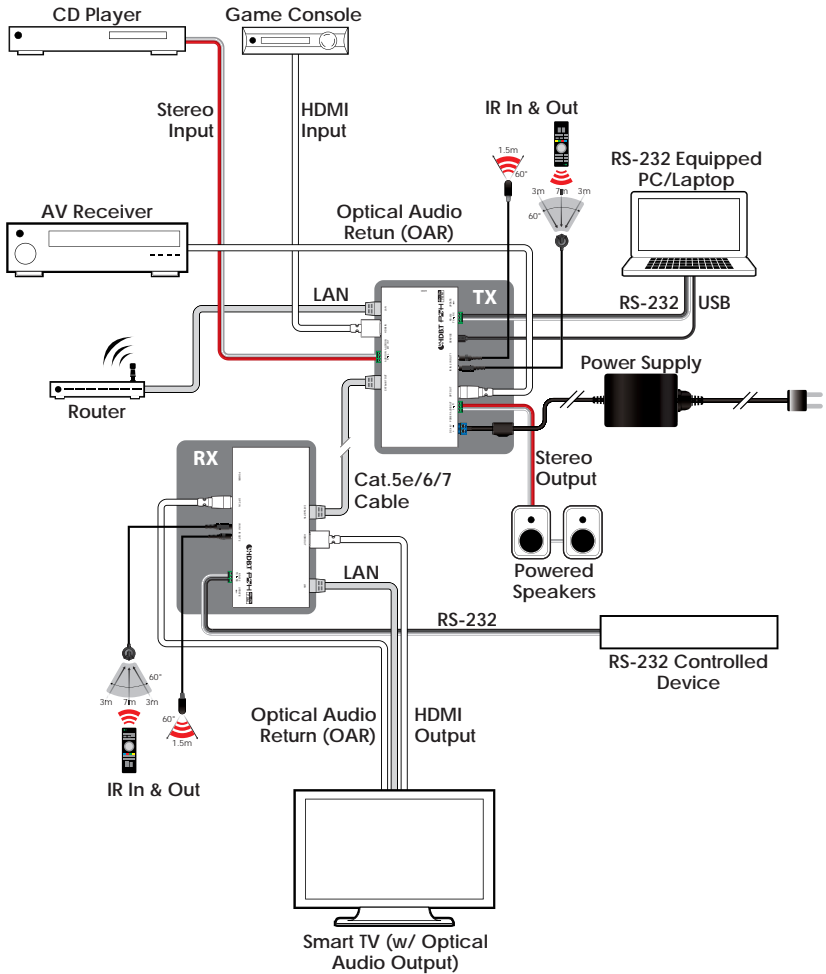 CD Player
Game Console
Stereo
Input
HDMI
Input
IR In & Out
1.5m
60°
3m 7m 3m
60°
RS-232 Equipped
PC/Laptop
AV Receiver
Optical Audio
Retun (OAR)
LAN
TX
RS-232
USB
Router
Power Supply
RX
Cat.5e/6/7
Cable
Stereo
Output
LAN
Powered
Speakers
RS-232
RS-232 Controlled
Device
60°
3m 7m 3m
60°
1.5m
IR In & Out
Optical Audio
Return (OAR)
HDMI
Output
Smart TV (w/ Optical
Audio Output)